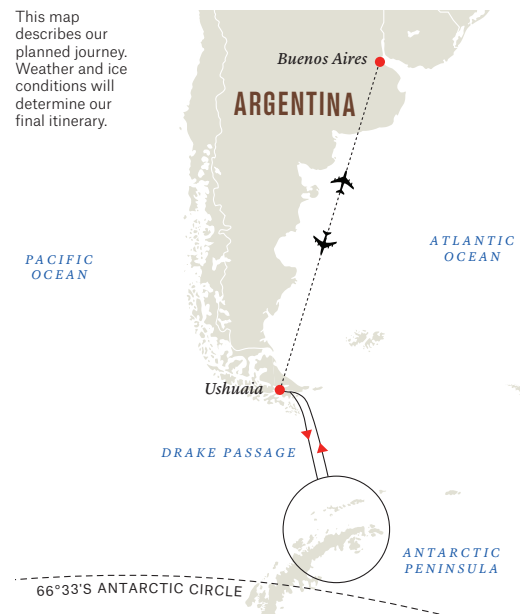 This map
describes our
planned journey.
Weather and ice
conditions will
determine our
final itinerary.
Buenos Aires
ARGENTINA
PACIFIC
OCEAN
ATLANTIC
OCEAN
Ushuaia
DRAKE PASSAGE
ANTARCTIC
PENINSULA
66°33'S ANTARCTIC CIRCLE